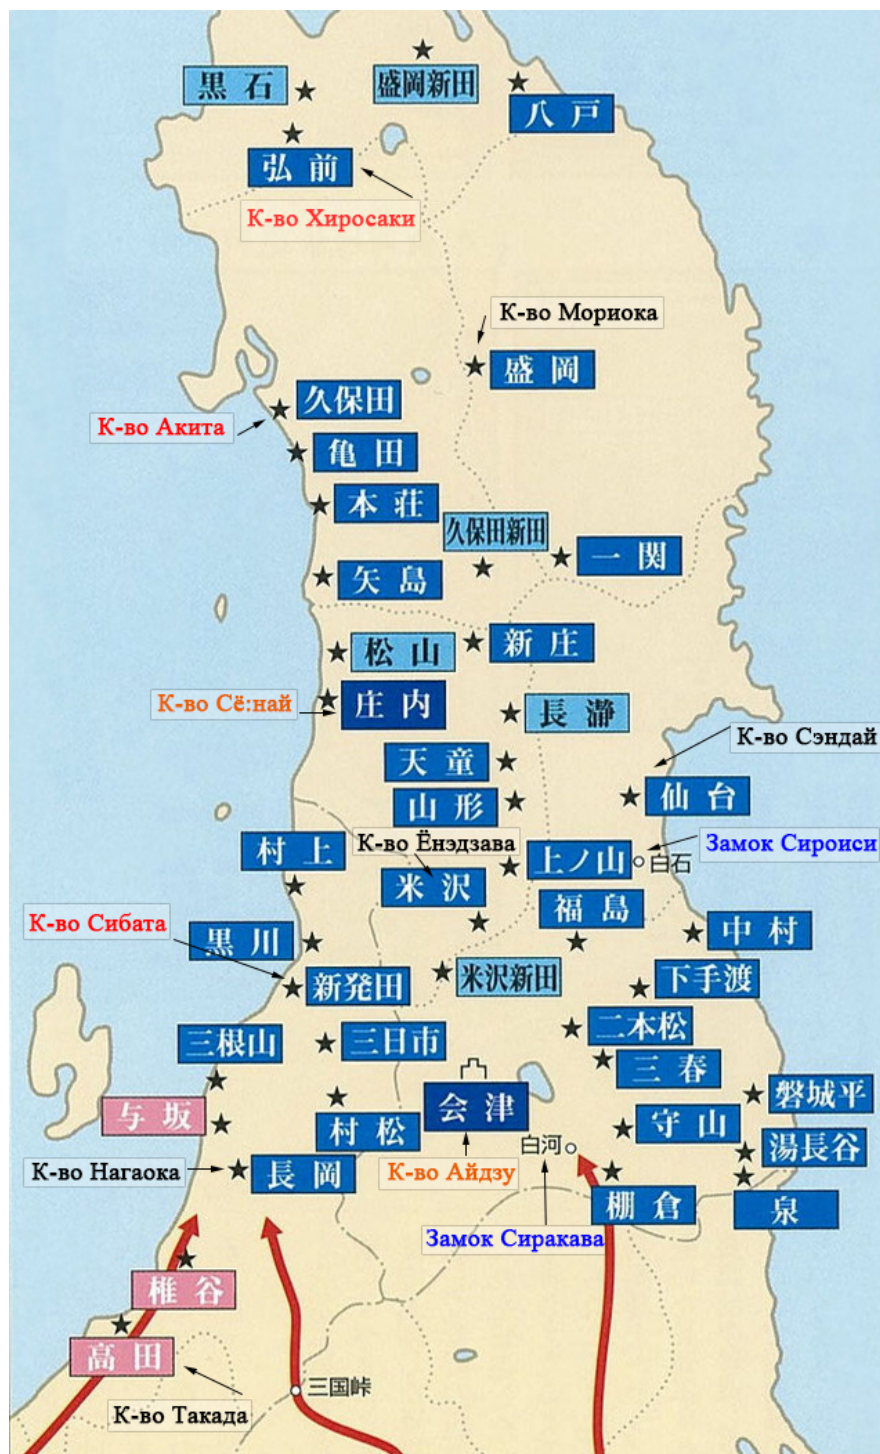 黒石
盛岡新田
八戸
弘前
К-во Хиросаки
К-во Мориока
盛岡
久保田
К-во Акита
亀田
本荘
久保田新田
一関
矢島
新庄
松山
庄内
К-во Сё:най
長瀞
К-во Сэндай
天童
仙台
山形
村上
К-во Ёнэдзава
上ノ山
白石
Замок Сироиси
米沢
福島
К-во Сибата
黒川
中村
新発田
米沢新田
下手渡
三根山
三日市
二本松
三春
磐城平
与坂
会津
村松
守山
白河
湯長谷
К-во Нагаока
長岡
К-во Айдзу
棚倉
泉
Замок Сиракава
椎谷
高田
三国峠
К-во Такада